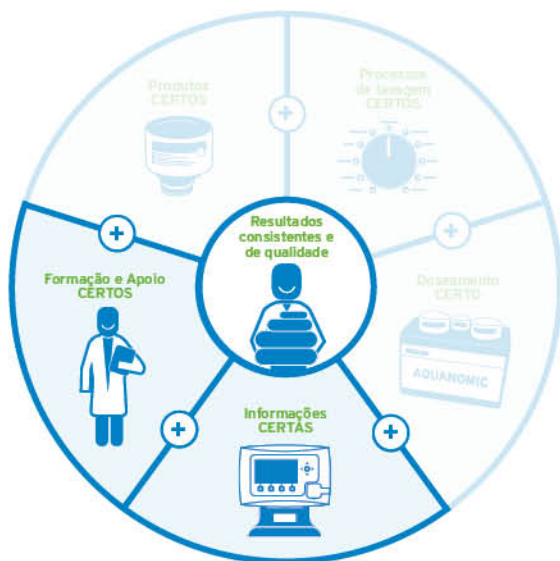 Produtos
CERTOS
Processos
de lavagem
CERTOS
Resultados
consistentes e
de qualidade
Formação e Apoio
CERTOS
Doseamento
CERTO
AQUANOMIC
Informações
CERTAS